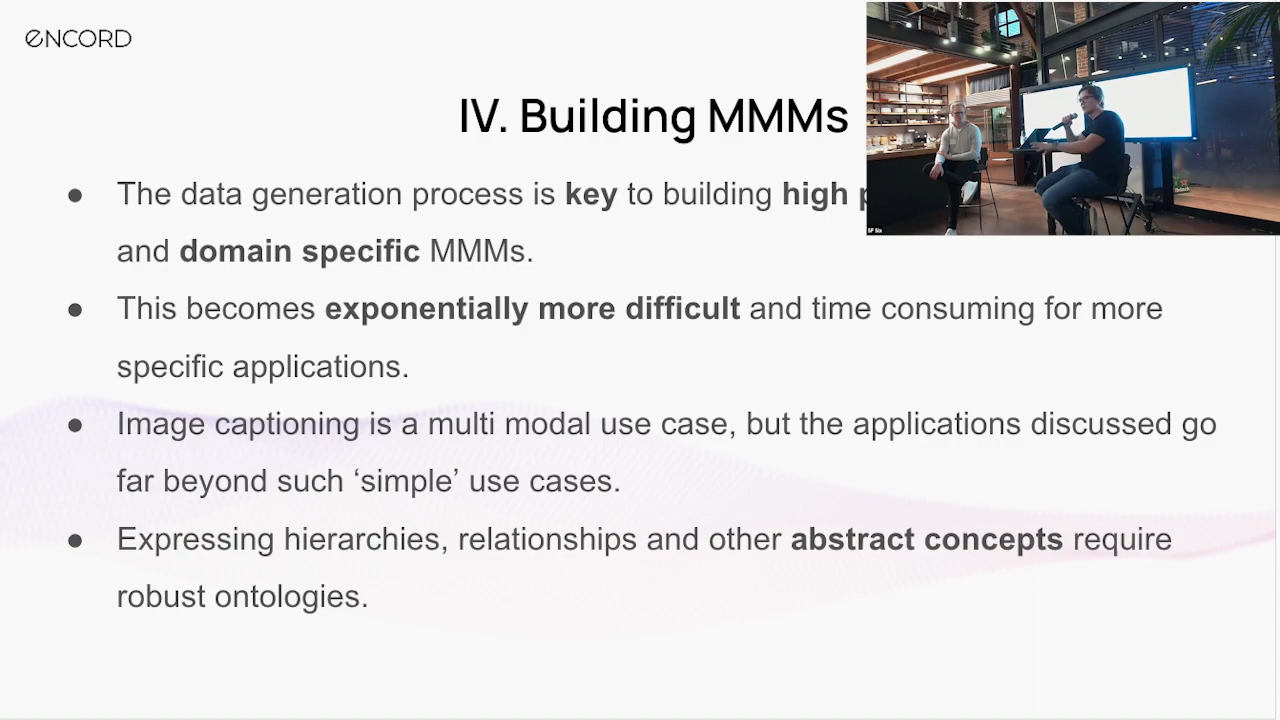 encord
IV. Building MMMs
● The data generation process is key to building high
and domain specific MMMs.
● This becomes exponentially more difficult and time consuming for more
specific applications.
● Image captioning is a multi modal use case, but the applications discussed go
far beyond such ‘simple’ use cases.
● Expressing hierarchies, relationships and other abstract concepts require
robust ontologies.
SF Six